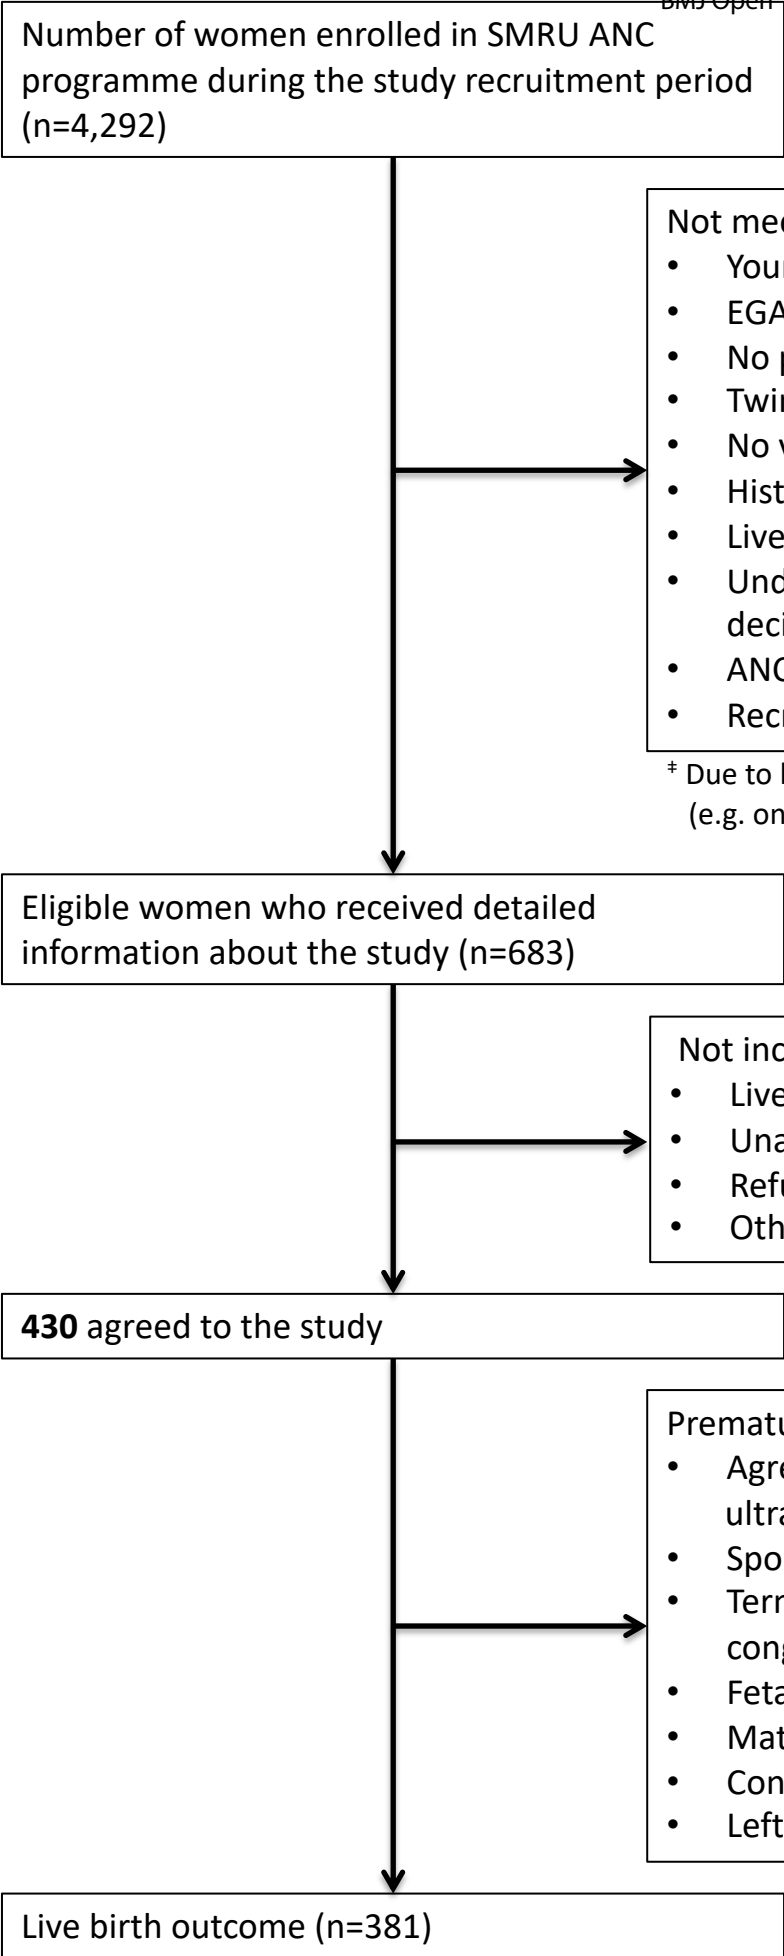 BMJ Open
Number of women enrolled in SMRU ANC
programme during the study recruitment period
(n=4,292)
Not mee
• Your
• EGA
• No p
• Twin
• No v
• Hist
• Live
• Und
deci
• ANC
• Recr
‡ Due to l
(e.g. on
Eligible women who received detailed
information about the study (n=683)
Not inc
• Live
• Una
• Refu
• Oth
430 agreed to the study
Prematu
• Agre
ultra
• Spo
• Term
cong
• Feta
• Mat
• Con
• Left
Live birth outcome (n=381)